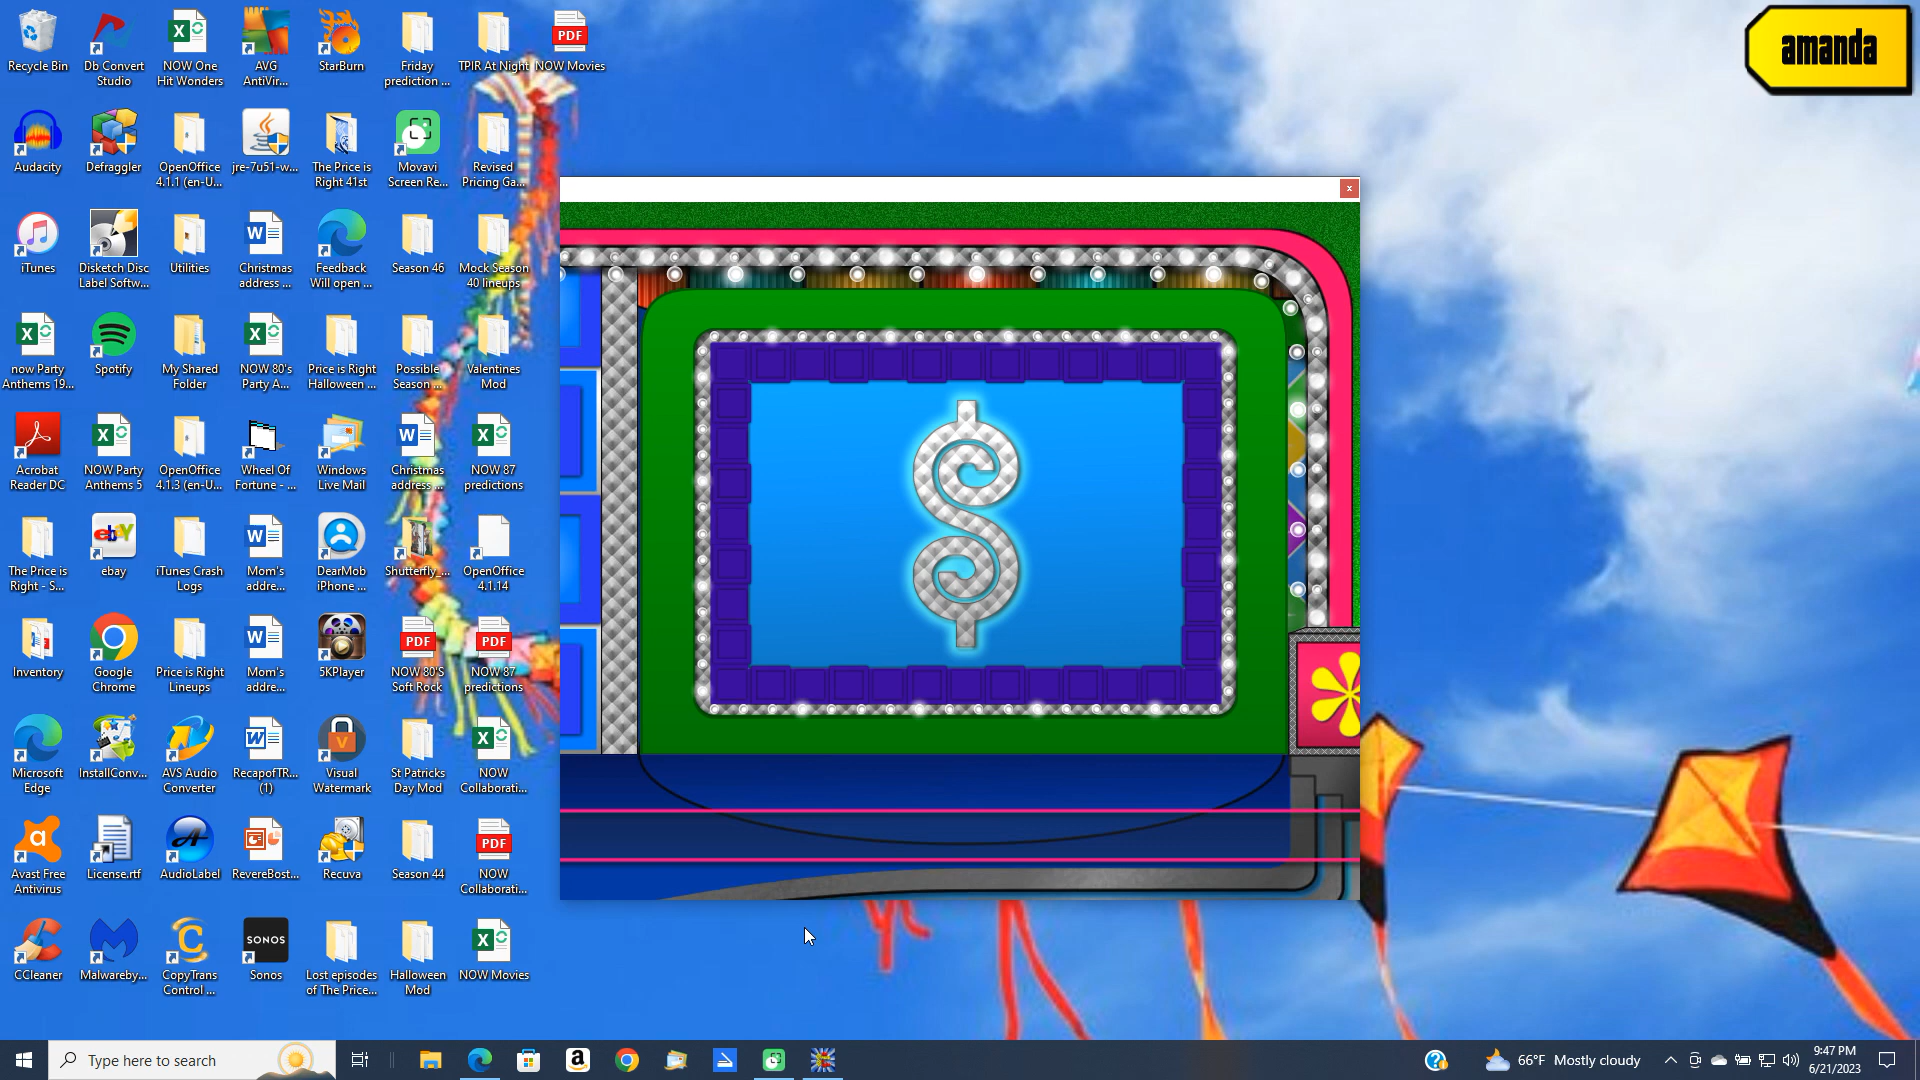 Recycle Bin
Db Convert
Studio
NOW One
Hit Wonders
AVG
AntiVir...
StarBurn
Friday
prediction ...
TPIR At Night
PDF
NOW Movies
amanda
Audacity
Defraggler
OpenOffice
4.1.1 (en-U...
jre-7u51-w...
The Price is
Right 41st
Movavi
Screen Re...
Revised
Pricing Ga...
iTunes
Disketch Disc
Label Softw...
Utilities
Christmas
address ...
Feedback
Will open ...
Season 46
Mock Season
40 lineups
now Party
Anthems 19...
Spotify
My Shared
Folder
NOW 80's
Party A...
Price is Right
Halloween ...
Possible
Season ...
Valentines
Mod
Acrobat
Reader DC
NOW Party
Anthems 5
OpenOffice
4.1.3 (en-U...
Wheel Of
Fortune - ...
Windows
Live Mail
Christmas
address ...
NOW 87
predictions
The Price is
Right - S...
ebay
ebay
iTunes Crash
Logs
Mom's
addre...
DearMob
iPhone ...
Shutterfly_...
OpenOffice
4.1.14
Inventory
Google
Chrome
Price is Right
Lineups
Mom's
addre...
5KPlayer
PDF
NOW 80'S
Soft Rock
PDF
NOW 87
predictions
Microsoft
Edge
InstallConv...
AVS Audio
Converter
RecapofTR...
(1)
Visual
Watermark
St Patricks
Day Mod
NOW
Collaborati...
Avast Free
Antivirus
License.rtf
AudioLabel
RevereBost...
Recuva
Season 44
PDF
NOW
Collaborati...
CCleaner
Malwareby...
CopyTrans
Control ...
SONOS
Sonos
Lost episodes
of The Price...
Halloween
Mod
NOW Movies
Type here to search
66°F Mostly cloudy
9:47 PM
6/21/2023